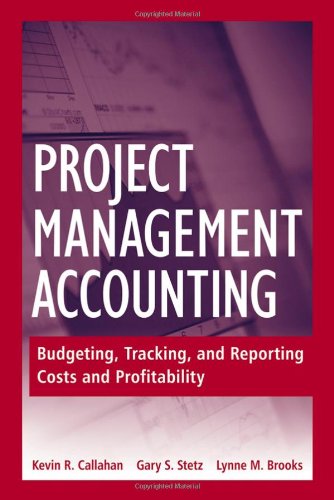 PROJECT
MANAGEMENT
ACCOUNTING
Budgeting, Tracking, and Reporting
Costs and Profitability
Kevin R. Callahan Gary S. Stetz Lynne M. Brooks